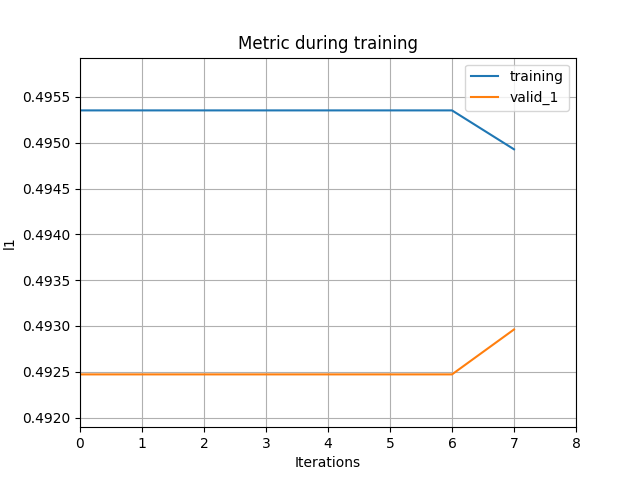 Metric during training
training
valid_1
0.4955
0.4950
0.4945
0.4940
0.4935
0.4930
0.4925
0.4920
l1
0 1 2 3 4 5 6 7 8
Iterations